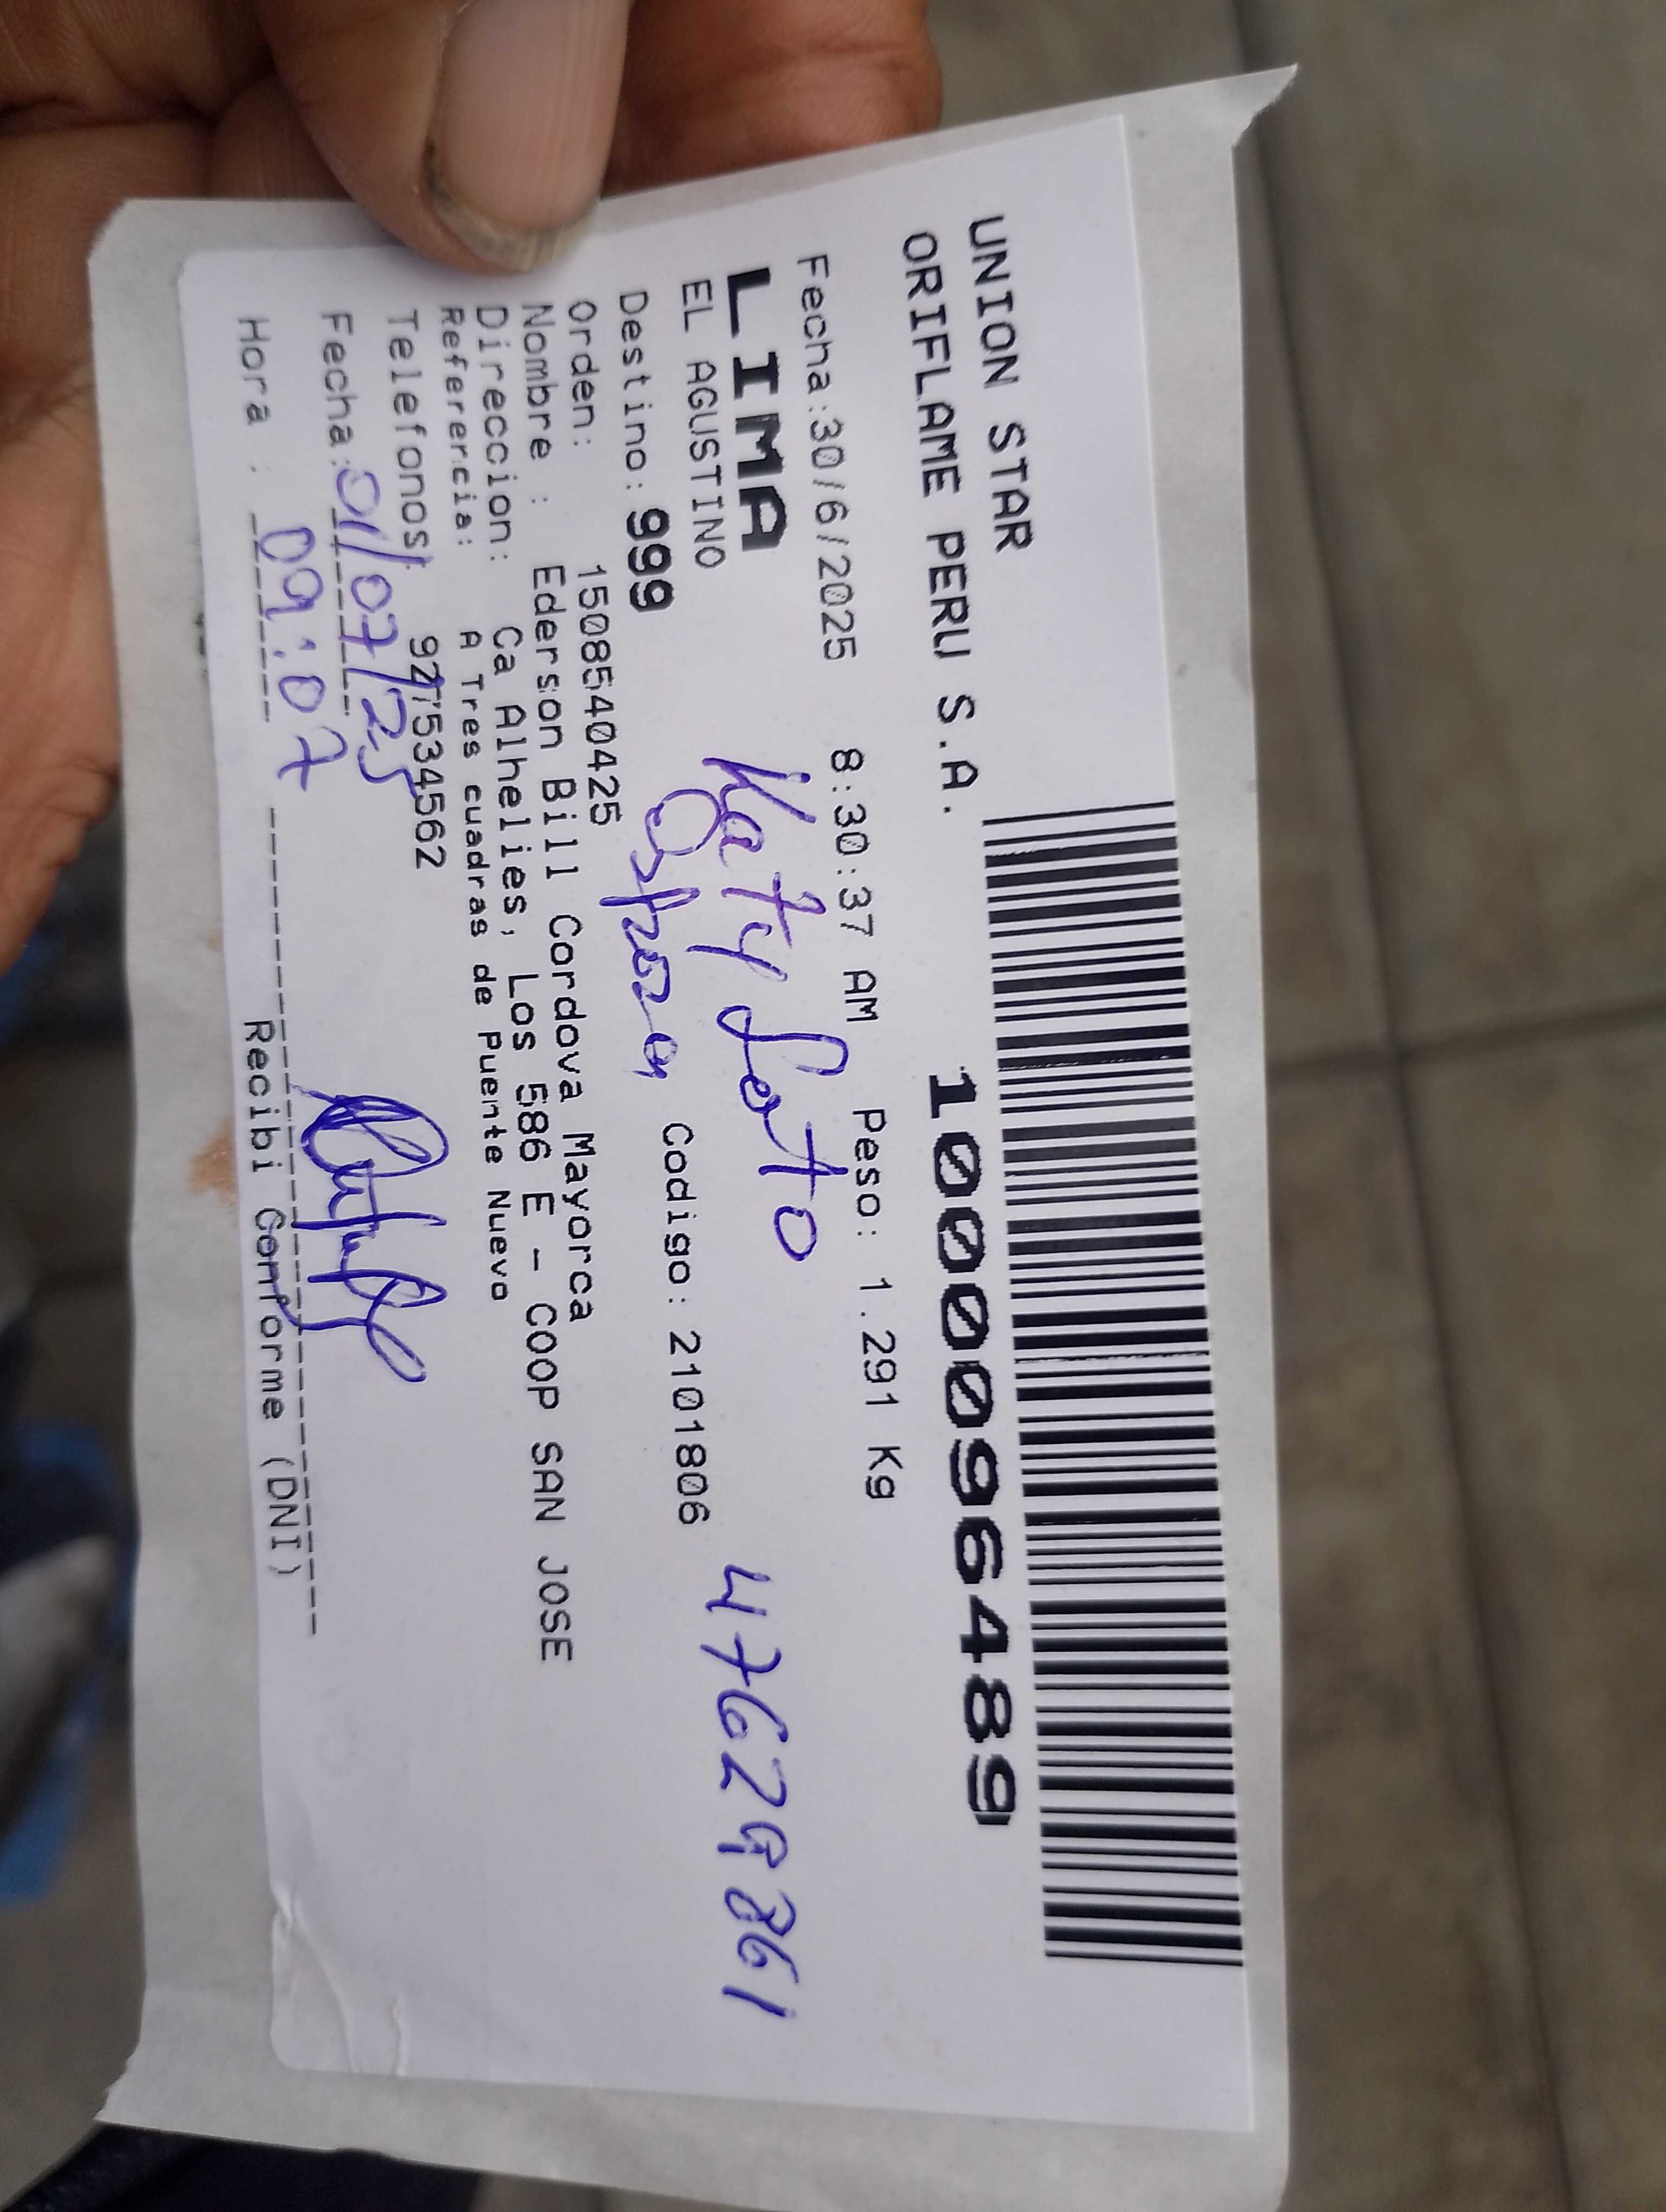 UNION STAR
ORIFLAME PERU S.A.
1000096489
Fecha:30/6/2025 8:30:37 AM Peso: 1.291 Kg
LIMA
Katy Soto 47629361
EL AGUSTINO
Destino: 999 Codigo: 2101806
Orden: 1508540425
Nombre : Ederson Bill Cordova Mayorca
Direccion: Ca Alhelies, Los 586 E - COOP SAN JOSE
Referencia: A Tres cuadras de Puente Nuevo
Telefonos: 927534562
Fecha: 01/07/25
Hora : 09:07
Recibi Conforme (DNI)